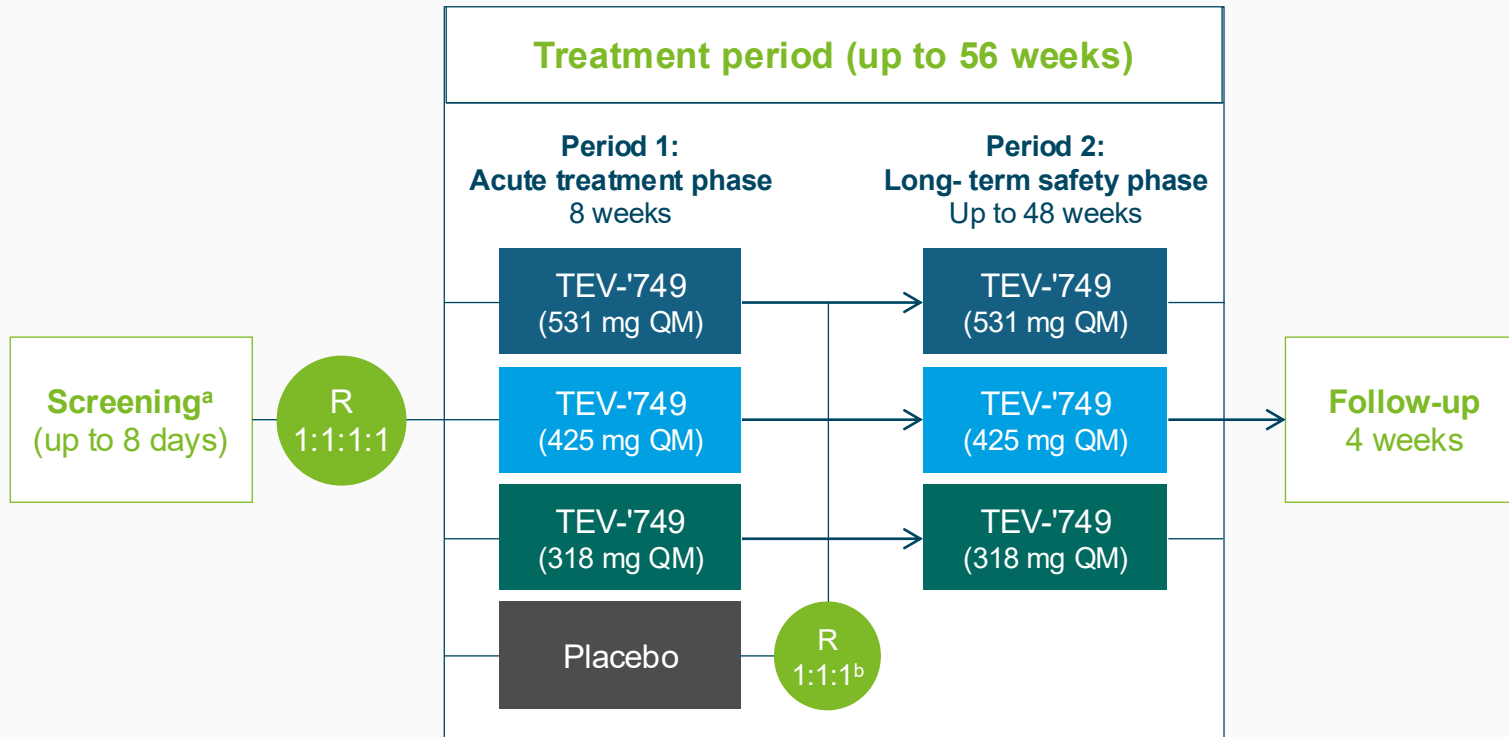 Treatment period (up to 56 weeks)
Period 1:
Acute treatment phase
8 weeks
Period 2:
Long- term safety phase
Up to 48 weeks
Screeningᵃ
(up to 8 days)
R
1:1:1:1
TEV-'749
(531 mg QM)
TEV-'749
(425 mg QM)
TEV-'749
(318 mg QM)
Placebo
R
1:1:1ᵇ
TEV-'749
(531 mg QM)
TEV-'749
(425 mg QM)
TEV-'749
(318 mg QM)
Follow-up
4 weeks